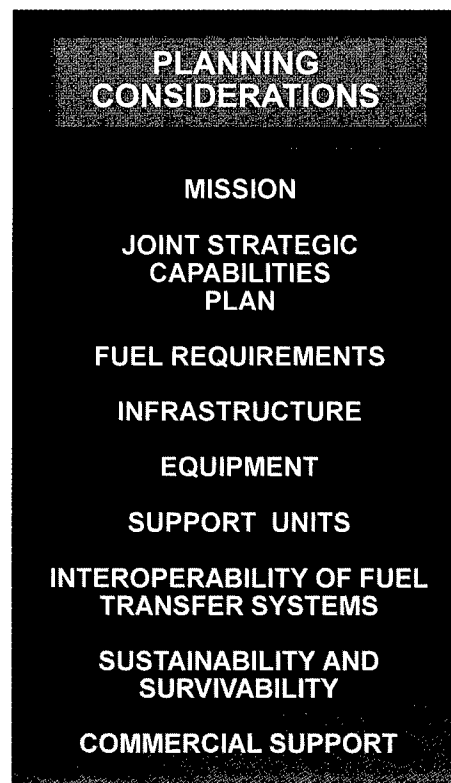 PLANNING
CONSIDERATIONS
MISSION
JOINT STRATEGIC
CAPABILITIES
PLAN
FUEL REQUIREMENTS
INFRASTRUCTURE
EQUIPMENT
SUPPORT UNITS
INTEROPERABILITY OF FUEL
TRANSFER SYSTEMS
SUSTAINABILITY AND
SURVIVABILITY
COMMERCIAL SUPPORT